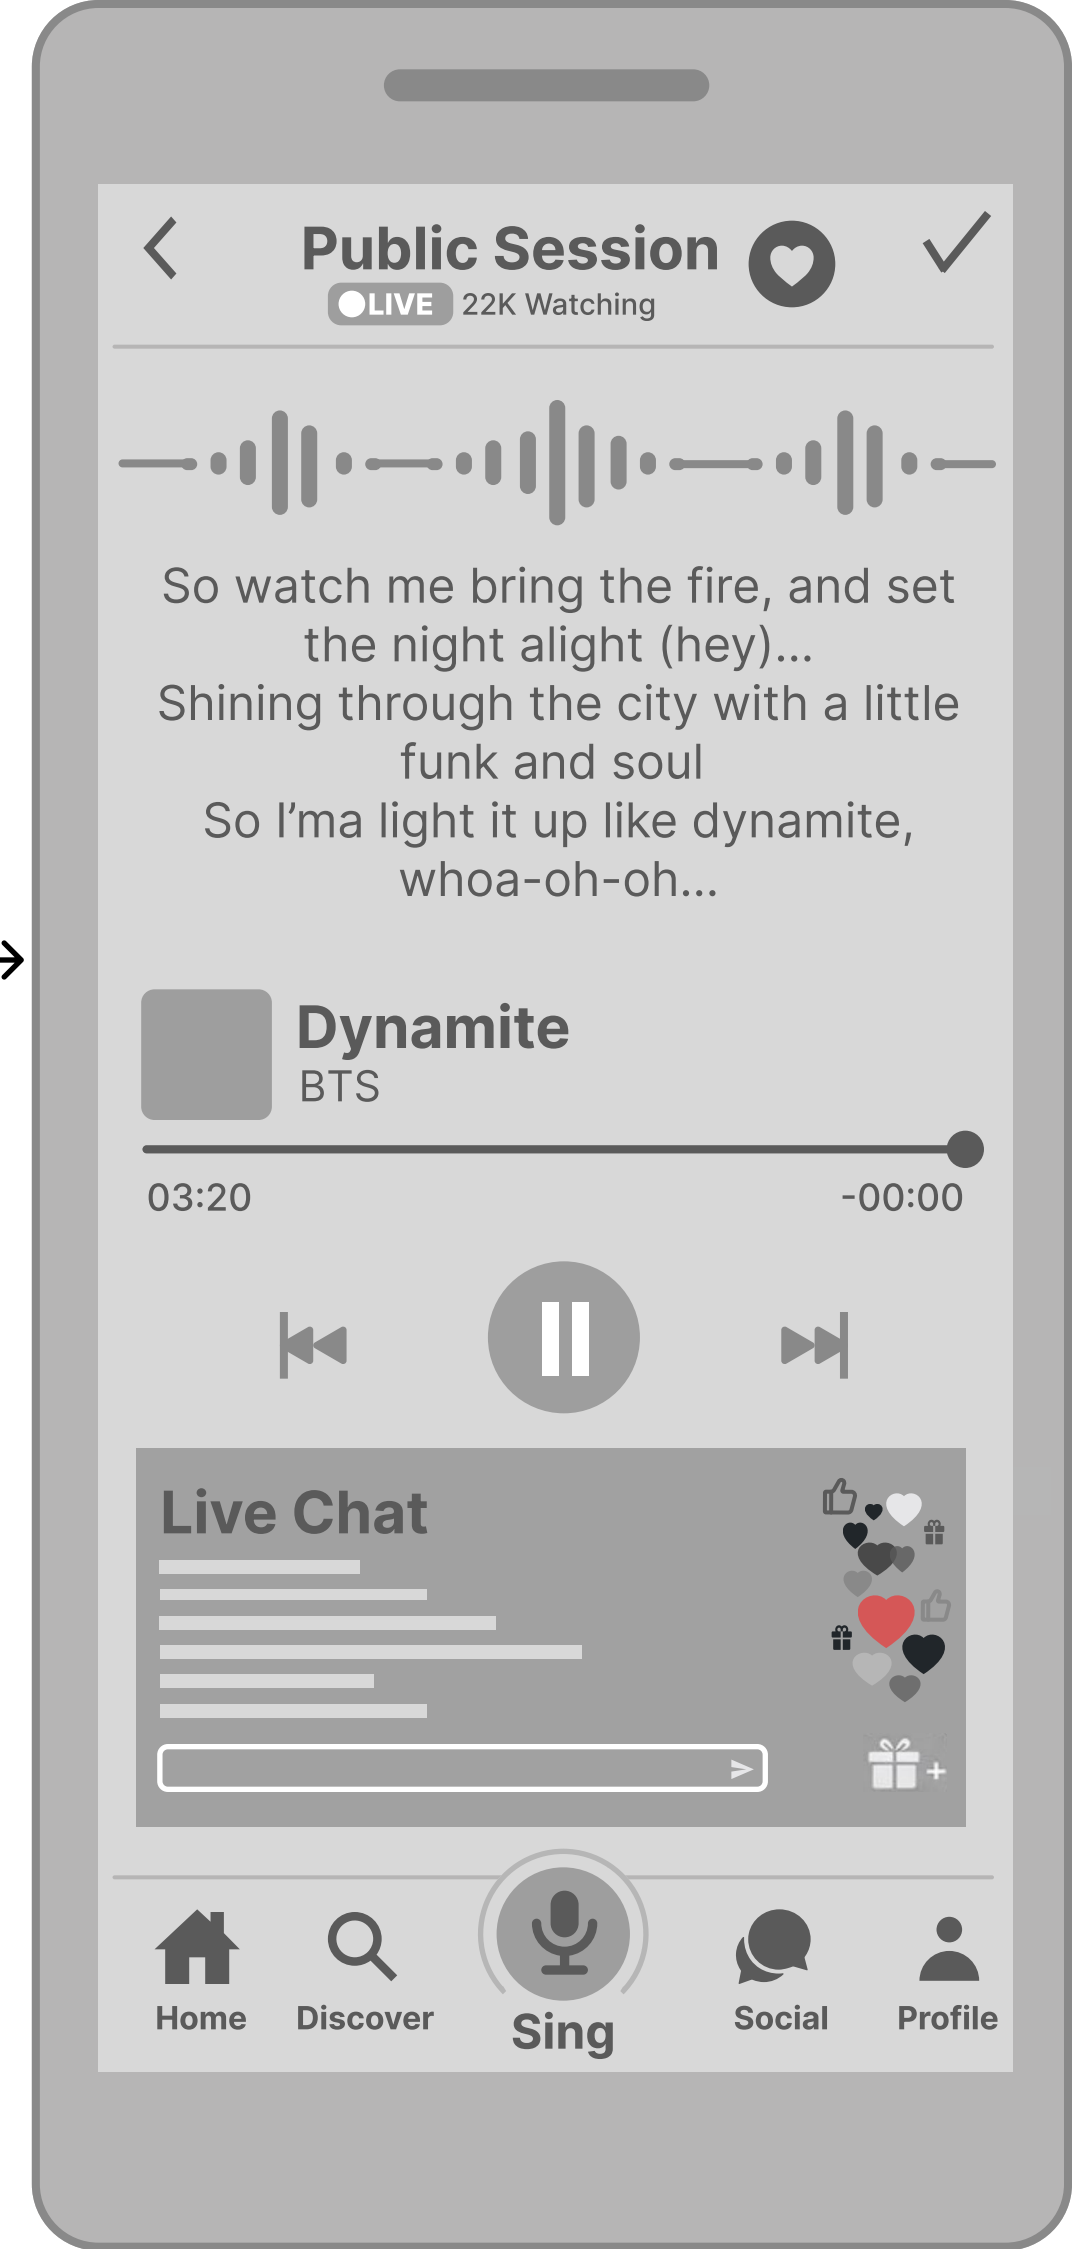 Public Session
LIVE 22K Watching
So watch me bring the fire, and set
the night alight (hey)...
Shining through the city with a little
funk and soul
So I’ma light it up like dynamite,
whoa-oh-oh...
Dynamite
BTS
03:20 -00:00
Live Chat
Home Discover Sing Social Profile